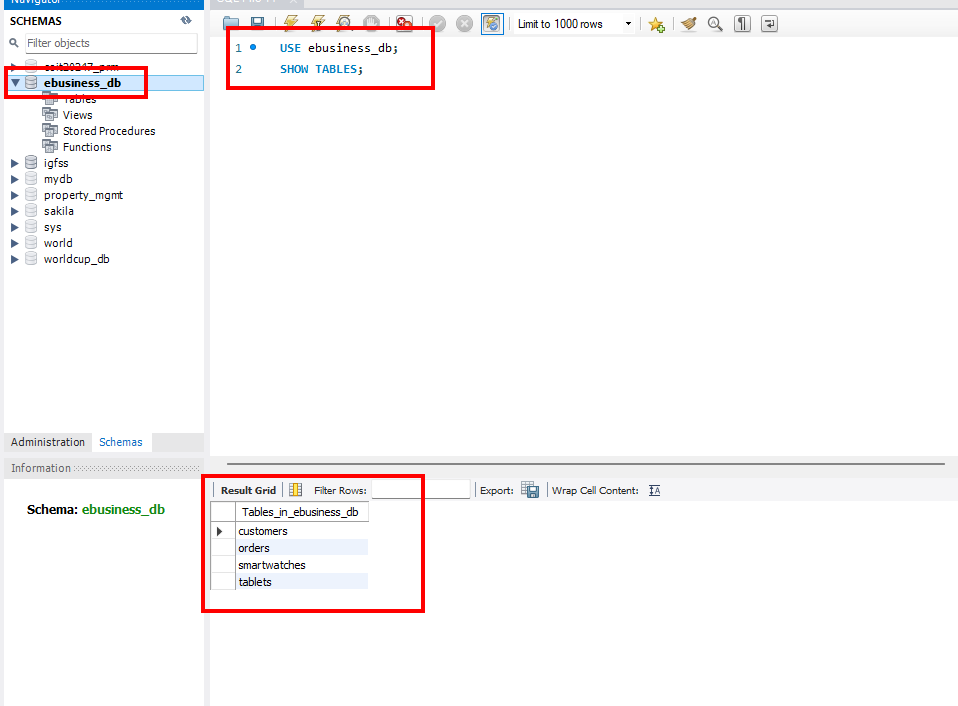 Navigator
SCHEMAS
Filter objects
ebusiness_db
Tables
Views
Stored Procedures
Functions
igfss
mydb
property_mgmt
sakila
sys
world
worldcup_db
Administration
Schemas
Information
Schema: ebusiness_db
Limit to 1000 rows
1 USE ebusiness_db;
2 SHOW TABLES;
Result Grid
Filter Rows:
Export:
Wrap Cell Content:
Tables_in_ebusiness_db
customers
orders
smartwatches
tablets